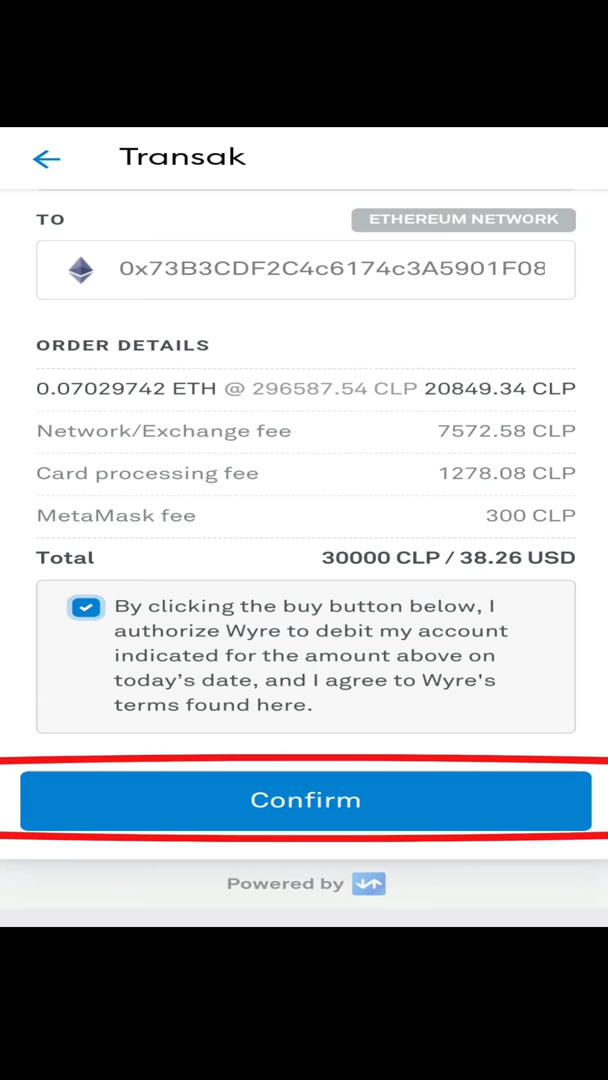 Transak
TO
ETHEREUM NETWORK
0x73B3CDF2C4c6174c3A5901F08
ORDER DETAILS
0.07029742 ETH @ 296587.54 CLP 20849.34 CLP
Network/Exchange fee 7572.58 CLP
Card processing fee 1278.08 CLP
MetaMask fee 300 CLP
Total 30000 CLP / 38.26 USD
By clicking the buy button below, I
authorize Wyre to debit my account
indicated for the amount above on
today's date, and I agree to Wyre's
terms found here.
Confirm
Powered by